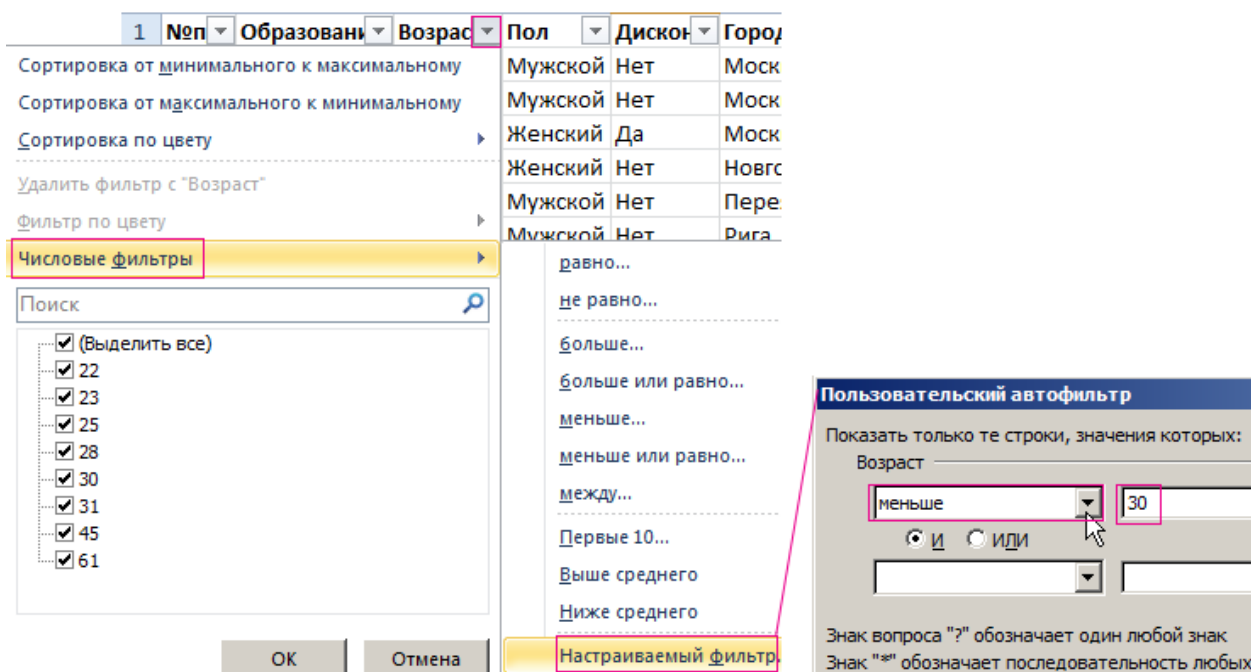 1 №п Образовани Возрас Пол Дискон Город
Сортировка от минимального к максимальному
Сортировка от максимального к минимальному
Сортировка по цвету
Удалить фильтр с "Возраст"
Фильтр по цвету
Числовые фильтры
Поиск
(Выделить все)
22
23
25
28
30
31
45
61
ОК Отмена
Мужской Нет Моск
Мужской Нет Моск
Женский Да Моск
Женский Нет Новго
Мужской Нет Пере
Мужской Нет Рига
равно...
не равно...
больше...
больше или равно...
меньше...
меньше или равно...
между...
Первые 10...
Выше среднего
Ниже среднего
Настраиваемый фильтр.
Пользовательский автофильтр
Показать только те строки, значения которых:
Возраст
меньше 30
И ИЛИ
Знак вопроса "?" обозначает один любой знак
Знак "*" обозначает последовательность любых